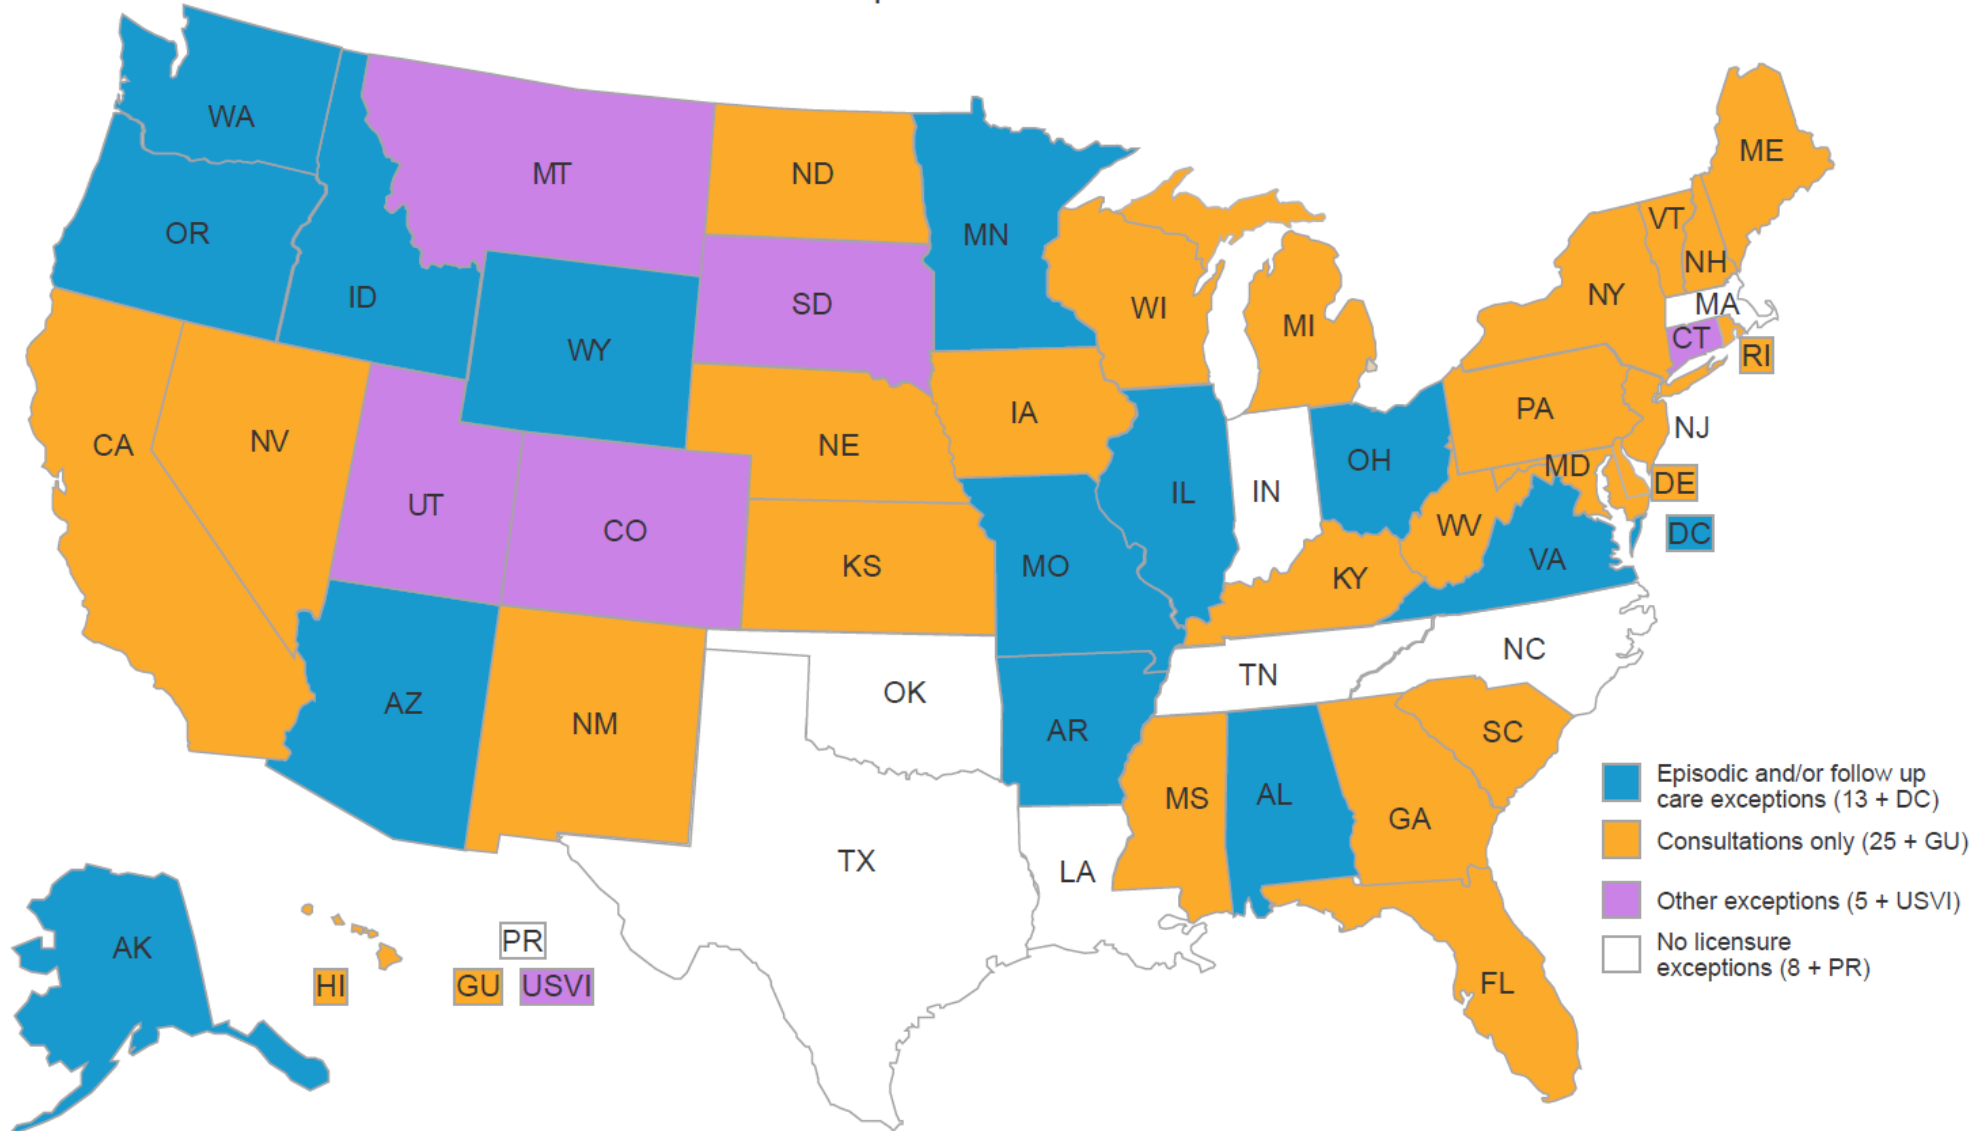 WA
MT
ND
MN
ME
OR
ID
SD
WI
MI
VT
NH
NY
MA
CT
RI
WY
CA
NV
NE
IA
PA
NJ
UT
CO
KS
MO
IL
IN
OH
MD
DE
DC
WV
VA
KY
AZ
NM
OK
AR
TN
NC
SC
MS
AL
GA
TX
LA
FL
AK
HI
PR
GU
USVI
Episodic and/or follow up
care exceptions (13 + DC)
Consultations only (25 + GU)
Other exceptions (5 + USVI)
No licensure
exceptions (8 + PR)